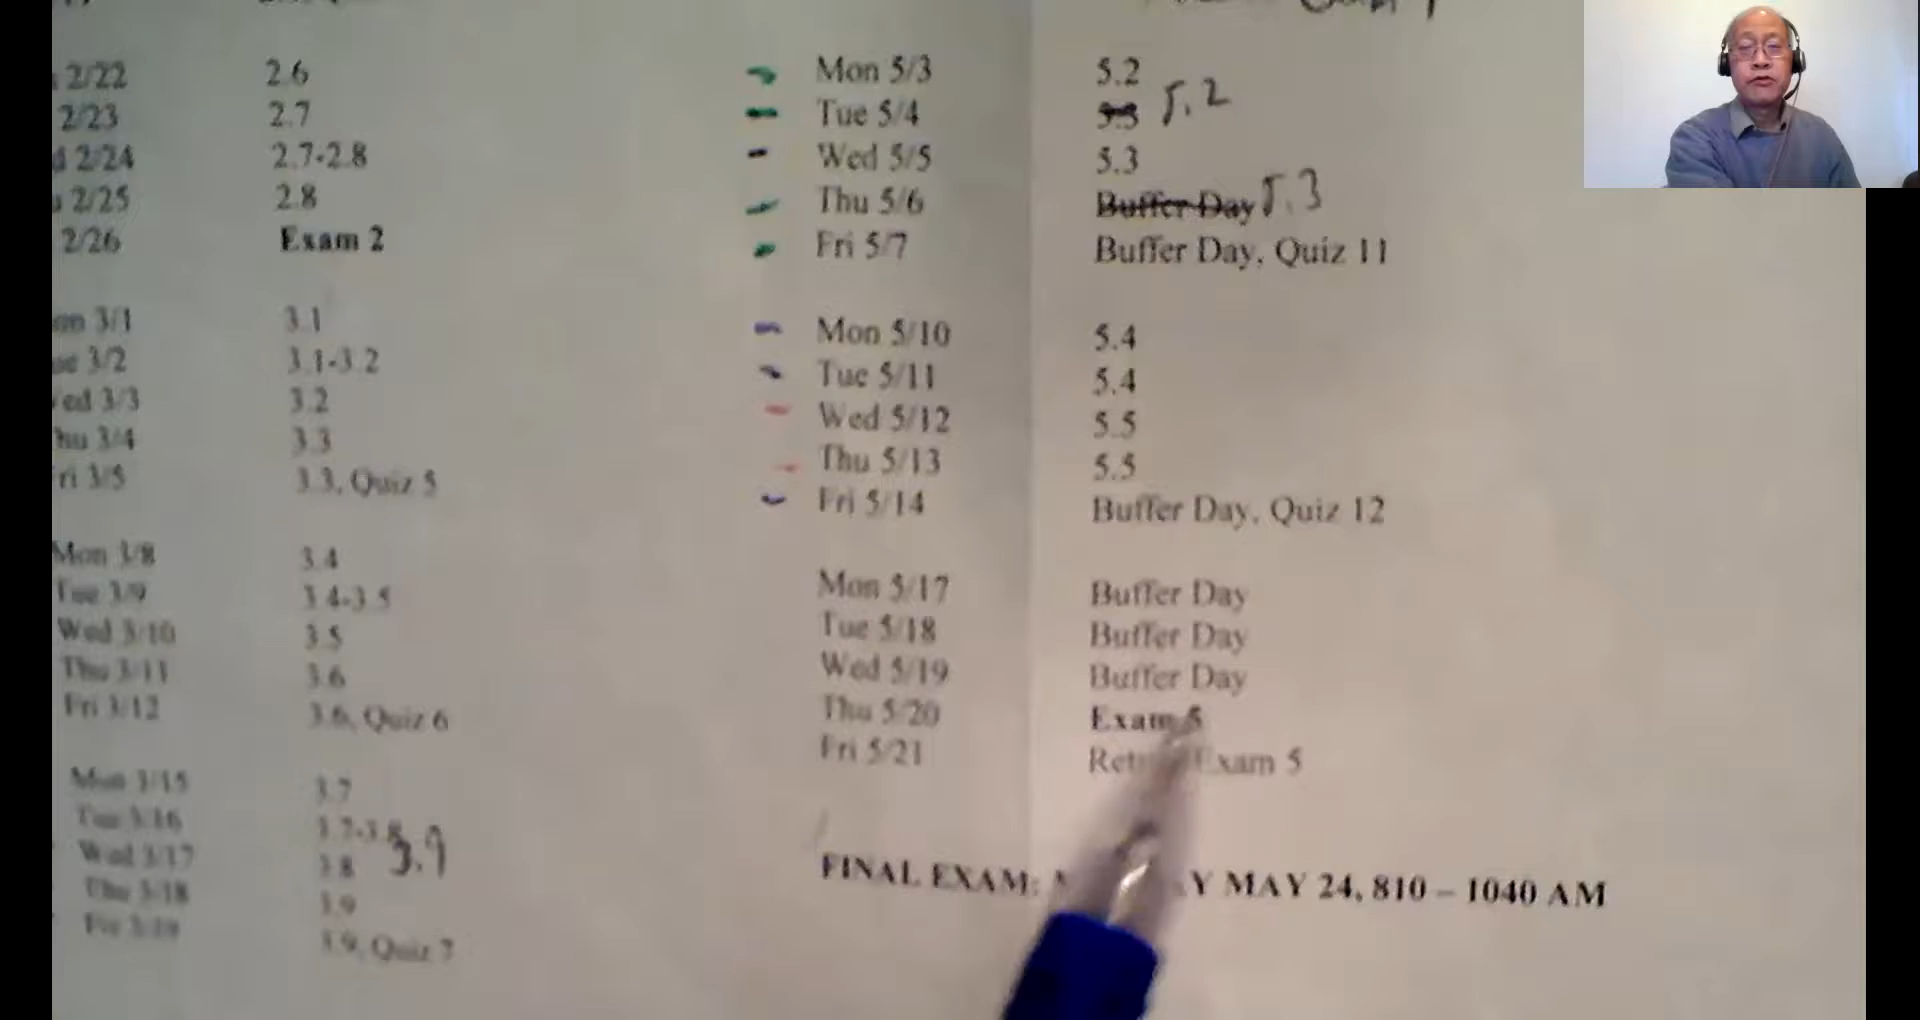 2/22 2.6
2/23 2.7
2/24 2.7-2.8
2/25 2.8
2/26 Exam 2
3/1 3.1
3/2 3.1-3.2
3/3 3.2
3/4 3.3
3/5 3.3, Quiz 5
Mon 3/8 3.4
Tue 3/9 3.4-3.5
Wed 3/10 3.5
Thu 3/11 3.6
Fri 3/12 3.6, Quiz 6
Mon 3/15 3.7
Tue 3/16 3.7-3.8
Wed 3/17 3.8 3.9
Thu 3/18 3.9
Fri 3/19 3.9, Quiz 7
Mon 5/3 5.2
Tue 5/4 5.3 5.2
Wed 5/5 5.3
Thu 5/6 Buffer Day 5.3
Fri 5/7 Buffer Day, Quiz 11
Mon 5/10 5.4
Tue 5/11 5.4
Wed 5/12 5.5
Thu 5/13 5.5
Fri 5/14 Buffer Day, Quiz 12
Mon 5/17 Buffer Day
Tue 5/18 Buffer Day
Wed 5/19 Buffer Day
Thu 5/20 Exam 5
Fri 5/21 Exam 5
FINAL EXAM: MAY 24, 810 – 1040 AM